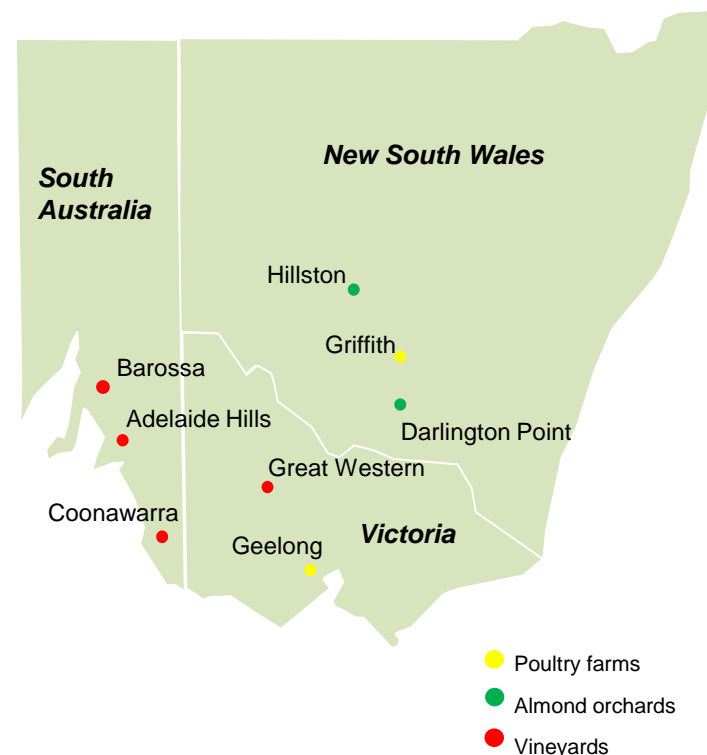 New South Wales
South
Australia
Hillston
Griffith
Barossa
Adelaide Hills
Darlington Point
Great Western
Coonawarra
Victoria
Geelong
Poultry farms
Almond orchards
Vineyards